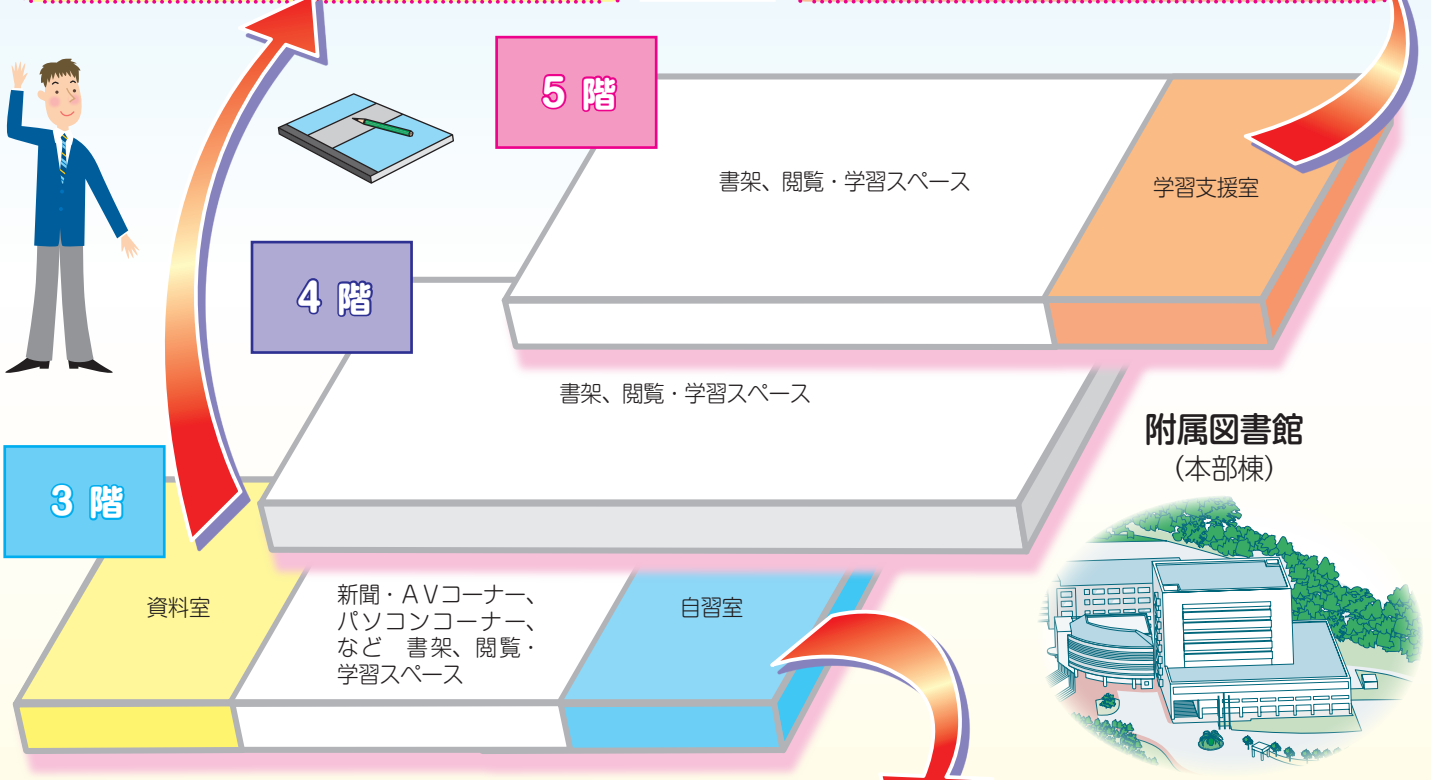 5 階
書架、閲覧・学習スペース
学習支援室
4 階
書架、閲覧・学習スペース
附属図書館
（本部棟）
3 階
資料室
新聞・AVコーナー、
パソコンコーナー、
など　書架、閲覧・
学習スペース
自習室